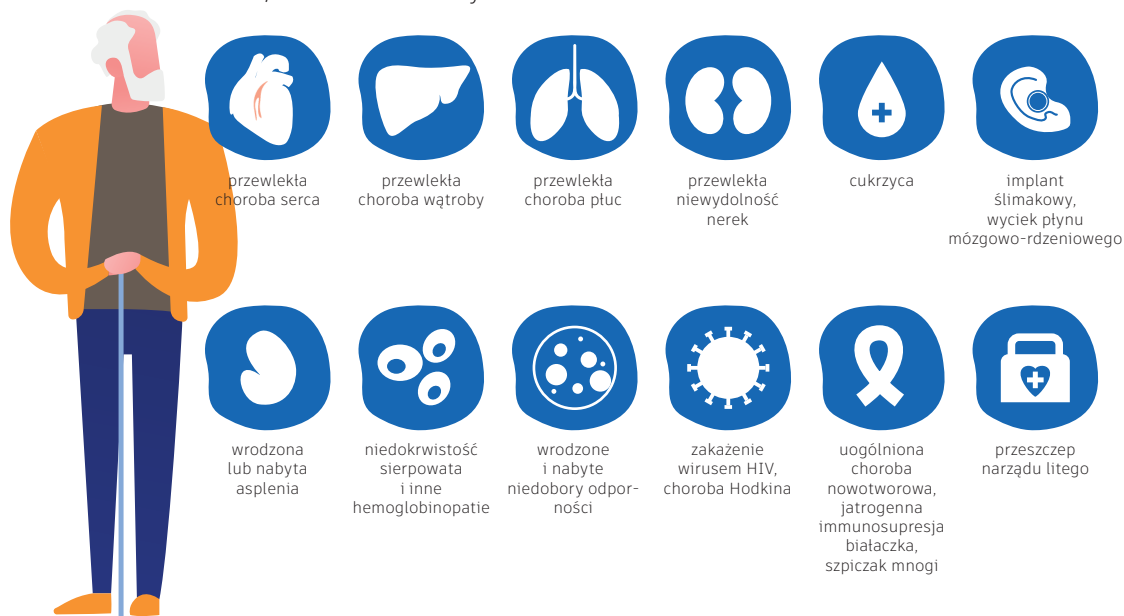 przewlekła
choroba serca
przewlekła
choroba wątroby
przewlekła
choroba płuc
przewlekła
niewydolność
nerek
cukrzyca
implant
ślimakowy,
wyciek płynu
mózgowo-rdzeniowego
wrodzona
lub nabyta
asplenia
niedokrwistość
sierpowata
i inne
hemoglobinopatie
wrodzone
i nabyte
niedobory odpor-
ności
zakażenie
wirusem HIV,
choroba Hodkina
uogólniona
choroba
nowotworowa,
jatrogenna
immunosupresja
białaczka,
szpiczak mnogi
przeszczep
narządu litego